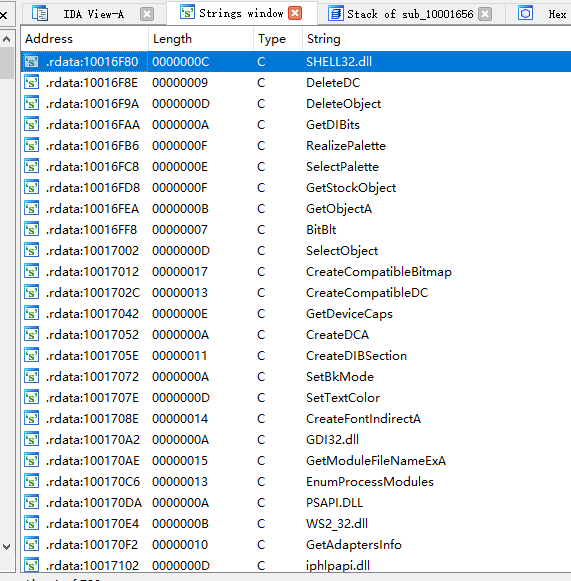 IDA View-A Strings window Stack of sub_10001656 Hex
Address Length Type String
.rdata:10016F80 0000000C C SHELL32.dll
.rdata:10016F8E 00000009 C DeleteDC
.rdata:10016F9A 0000000D C DeleteObject
.rdata:10016FAA 0000000A C GetDIBits
.rdata:10016FB6 0000000F C RealizePalette
.rdata:10016FC8 0000000E C SelectPalette
.rdata:10016FD8 0000000F C GetStockObject
.rdata:10016FEA 0000000B C GetObjectA
.rdata:10016FF8 00000007 C BitBlt
.rdata:10017002 0000000D C SelectObject
.rdata:10017012 00000017 C CreateCompatibleBitmap
.rdata:1001702C 00000013 C CreateCompatibleDC
.rdata:10017042 0000000E C GetDeviceCaps
.rdata:10017052 0000000A C CreateDCA
.rdata:1001705E 00000011 C CreateDIBSection
.rdata:10017072 0000000A C SetBkMode
.rdata:1001707E 0000000D C SetTextColor
.rdata:1001708E 00000014 C CreateFontIndirectA
.rdata:100170A2 0000000A C GDI32.dll
.rdata:100170AE 00000015 C GetModuleFileNameExA
.rdata:100170C6 00000013 C EnumProcessModules
.rdata:100170DA 0000000A C PSAPI.DLL
.rdata:100170E4 0000000B C WS2_32.dll
.rdata:100170F2 00000010 C GetAdaptersInfo
.rdata:10017102 0000000D C iphlpapi.dll